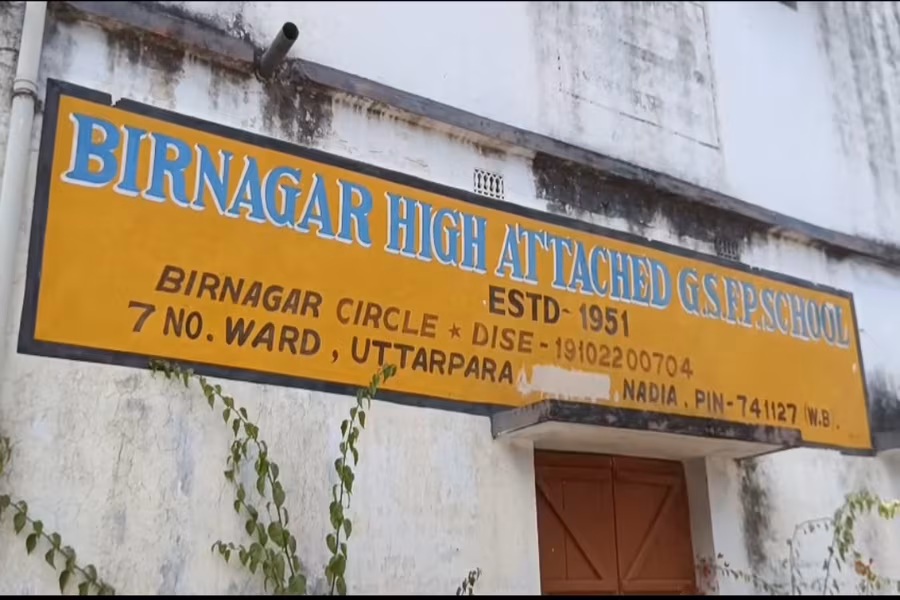 BIRNAGAR HIGH ATTACHED G.S.F.P. SCHOOL
ESTD- 1951
BIRNAGAR CIRCLE ★ DISE - 19102200704
7 NO. WARD, UTTARPARA NADIA. PIN-741127 (W.B).